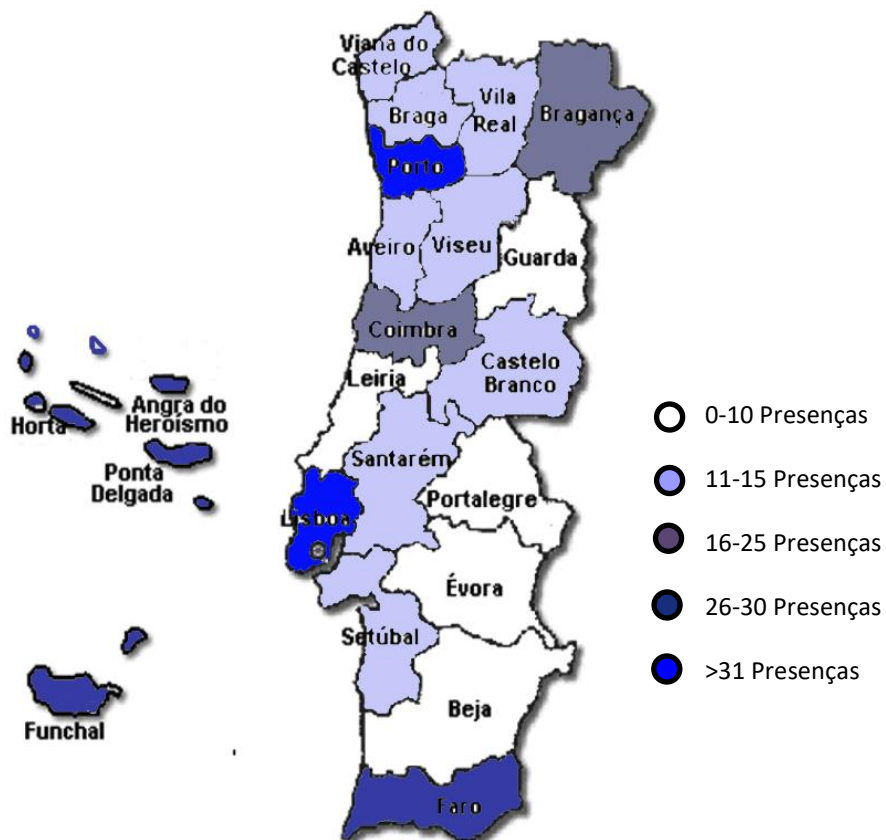 Viana do
Castelo
Braga
Vila
Real
Bragança
Porto
Aveiro
Viseu
Guarda
Coimbra
Castelo
Branco
Leiria
Santarém
Portalegre
Lisboa
Évora
Setúbal
Beja
Faro
Horta
Angra do
Heroísmo
Ponta
Delgada
Funchal
0-10 Presenças
11-15 Presenças
16-25 Presenças
26-30 Presenças
>31 Presenças